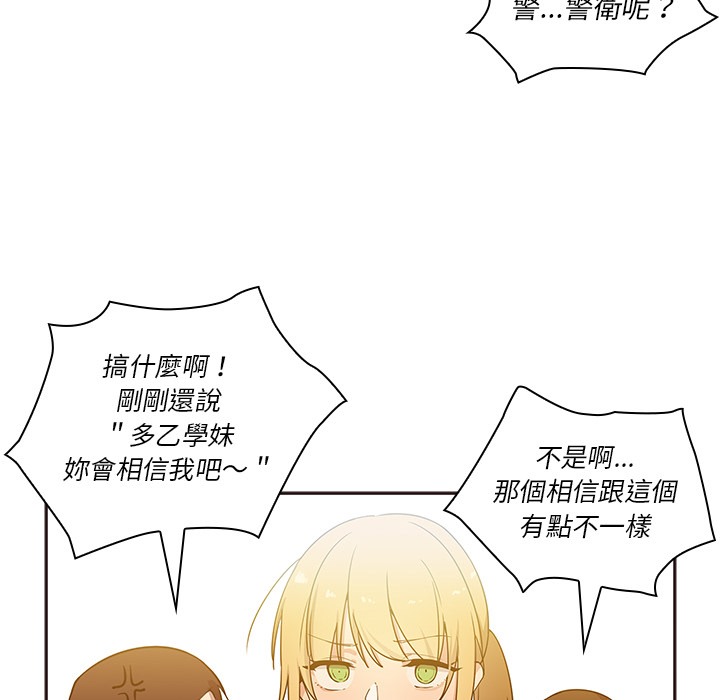 警...警衛呢？
搞什麼啊！
剛剛還說
"多乙學妹
妳會相信我吧～"
不是啊...
那個相信跟這個
有點不一樣